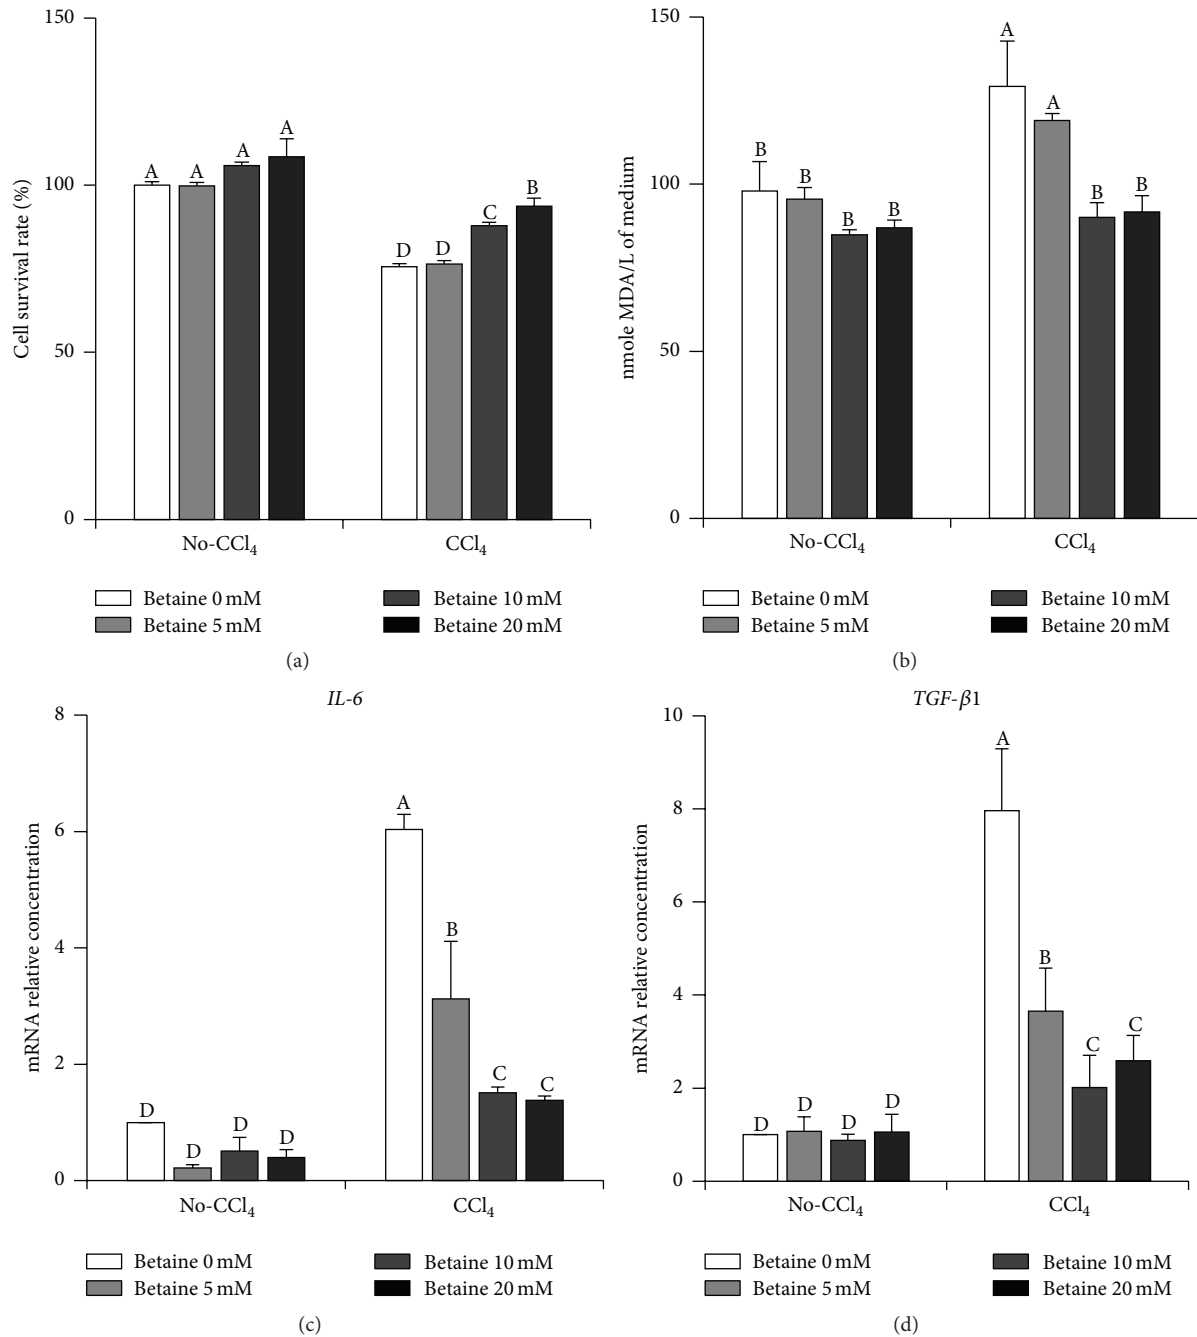 150
100
50
0
Cell survival rate (%)
A
A
A
A
D
D
C
B
No-CCl₄
CCl₄
Betaine 0 mM
Betaine 10 mM
Betaine 5 mM
Betaine 20 mM
(a)
150
100
50
0
nmole MDA/L of medium
B
B
B
B
A
A
B
B
No-CCl₄
CCl₄
Betaine 0 mM
Betaine 10 mM
Betaine 5 mM
Betaine 20 mM
(b)
IL-6
8
6
4
2
0
mRNA relative concentration
D
D
D
D
A
B
C
C
No-CCl₄
CCl₄
Betaine 0 mM
Betaine 10 mM
Betaine 5 mM
Betaine 20 mM
(c)
TGF-β1
10
8
6
4
2
0
mRNA relative concentration
D
D
D
D
A
B
C
C
No-CCl₄
CCl₄
Betaine 0 mM
Betaine 10 mM
Betaine 5 mM
Betaine 20 mM
(d)